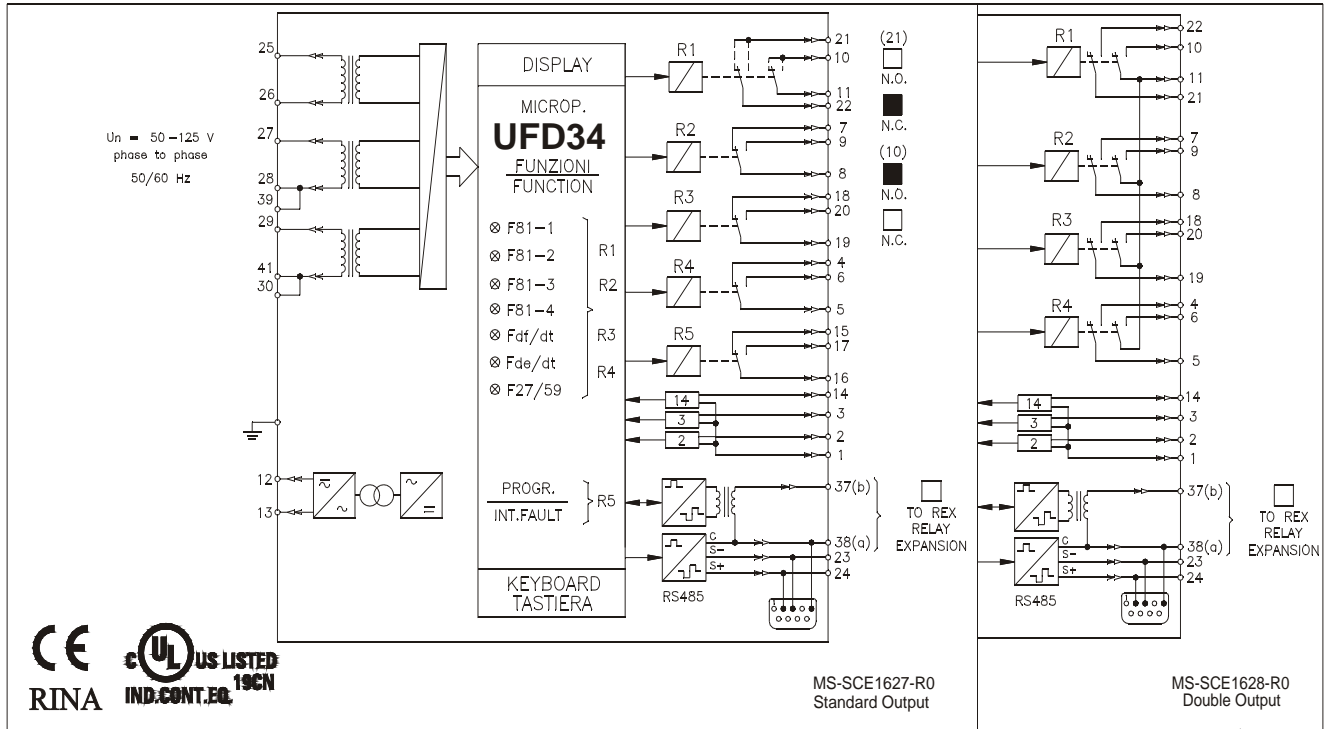 25
26
27
28
39
29
41
30
12
13
Un = 50-125 V
phase to phase
50/60 Hz
DISPLAY
MICROP.
UFD34
FUNZIONI
FUNCTION
⊗ F81-1
⊗ F81-2
⊗ F81-3
⊗ F81-4
⊗ Fdf/dt
⊗ Fde/dt
⊗ F27/59
R1
R2
R3
R4
PROGR.
INT.FAULT
R5
KEYBOARD
TASTIERA
R1
R2
R3
R4
R5
14
3
2
C
S-
S+
RS485
1
21
10
11
22
7
9
8
18
20
19
4
6
5
15
17
16
14
3
2
1
37(b)
38(a)
23
24
(21)
N.O.
N.C.
(10)
N.O.
N.C.
TO REX
RELAY
EXPANSION
R1
R2
R3
R4
14
3
2
C
S-
S+
RS485
1
22
10
11
21
7
9
8
18
20
19
4
6
5
14
3
2
1
37(b)
38(a)
23
24
TO REX
RELAY
EXPANSION
CE
RINA
C UL US LISTED
19CN
IND.CONT.EQ.
MS-SCE1627-R0
Standard Output
MS-SCE1628-R0
Double Output